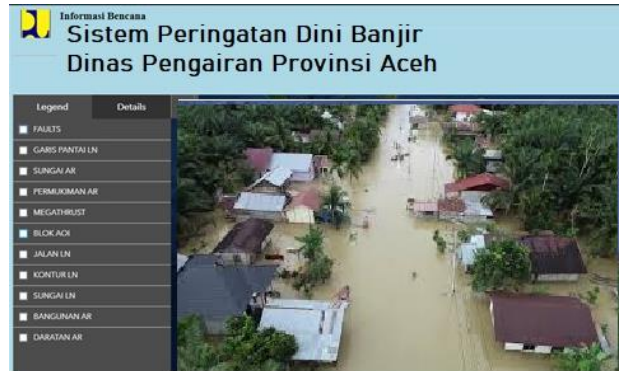 Informasi Bencana
Sistem Peringatan Dini Banjir
Dinas Pengairan Provinsi Aceh
Legend Details
FAULTS
GARIS PANTAI LN
SUNGAI AR
PERMUKIMAN AR
MEGATHRUST
BLOK AOI
JALAN LN
KONTUR LN
SUNGAI LN
BANGUNAN AR
DARATAN AR